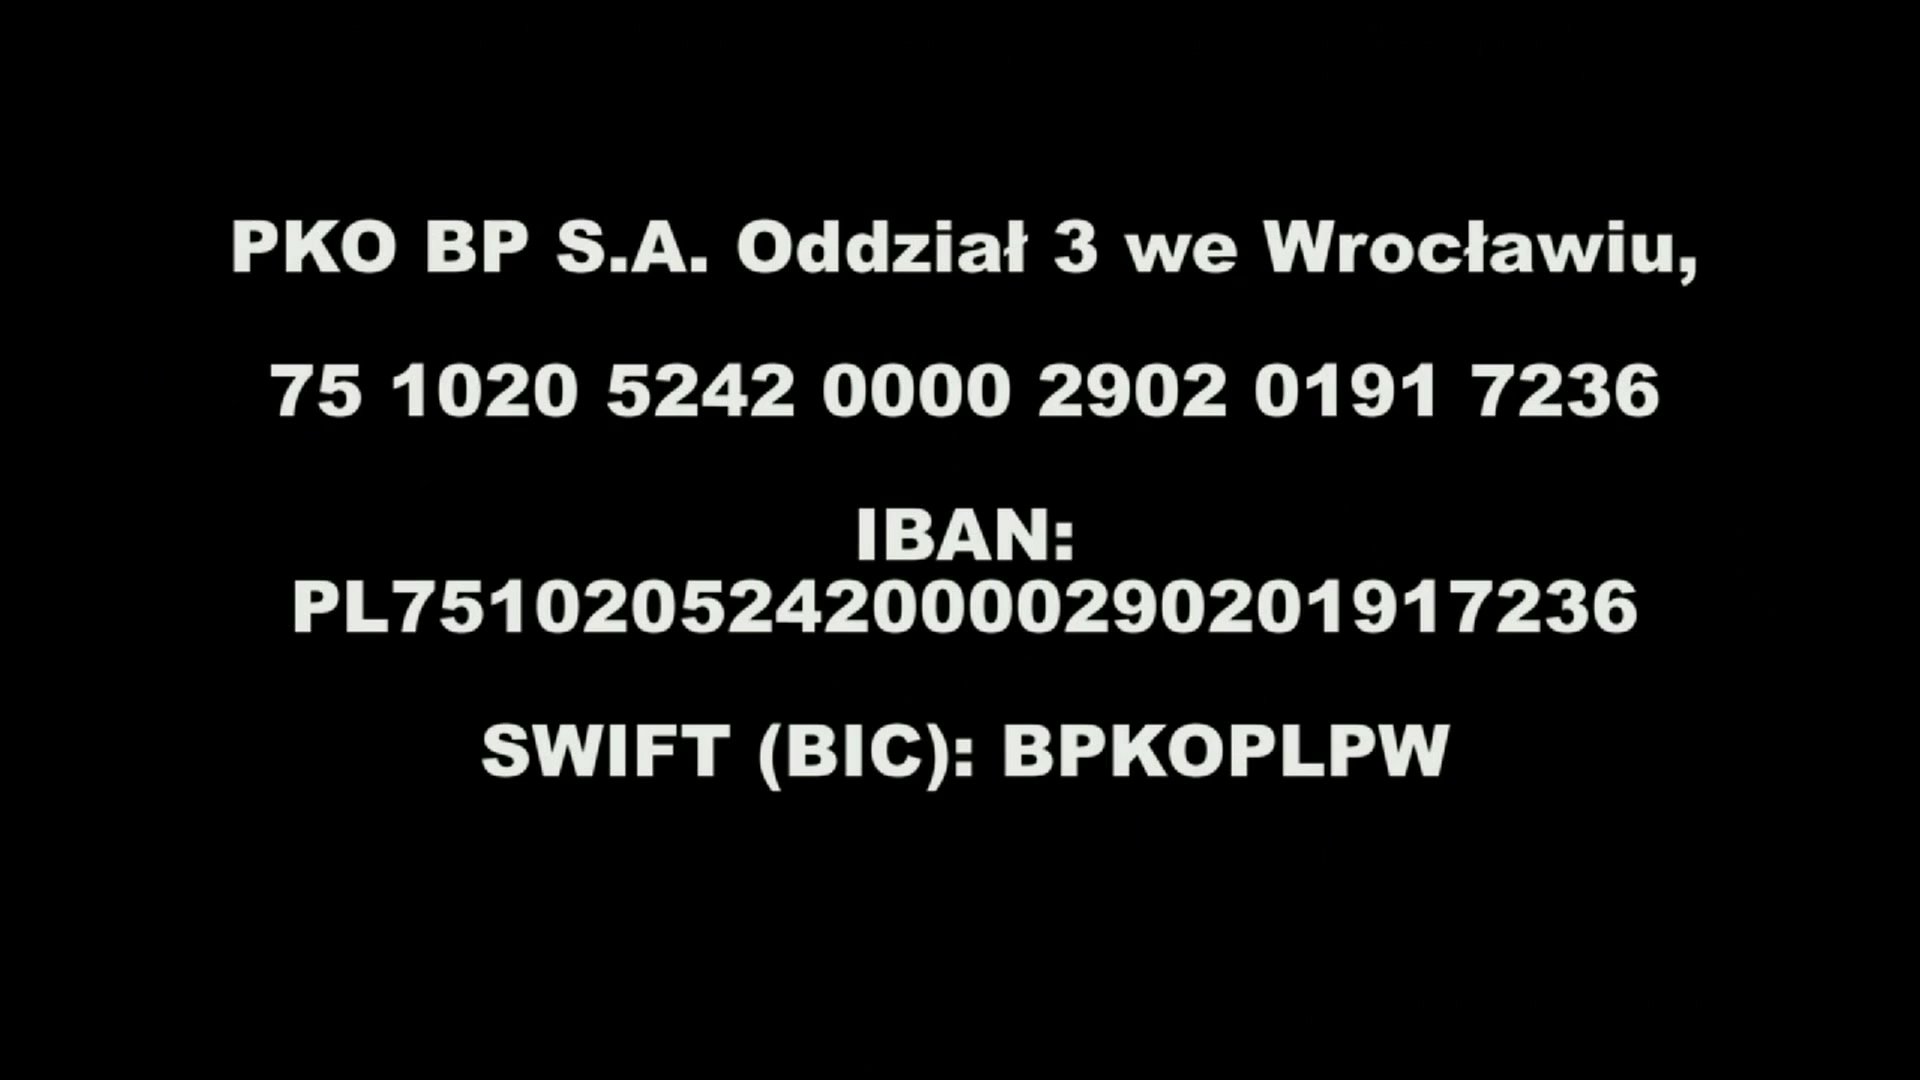 PKO BP S.A. Oddział 3 we Wrocławiu,
75 1020 5242 0000 2902 0191 7236
IBAN:
PL75102052420000290201917236
SWIFT (BIC): BPKOPLPW